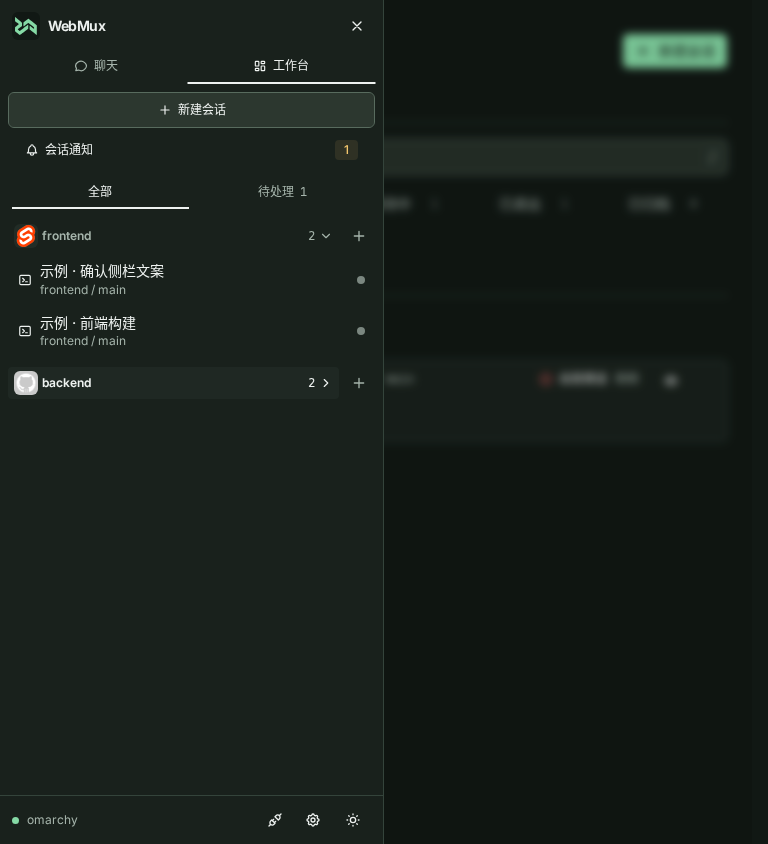 WebMux
聊天
工作台
新建会话
会话通知
1
全部
待处理 1
frontend
2
示例 · 确认侧栏文案
frontend / main
示例 · 前端构建
frontend / main
backend
2
omarchy